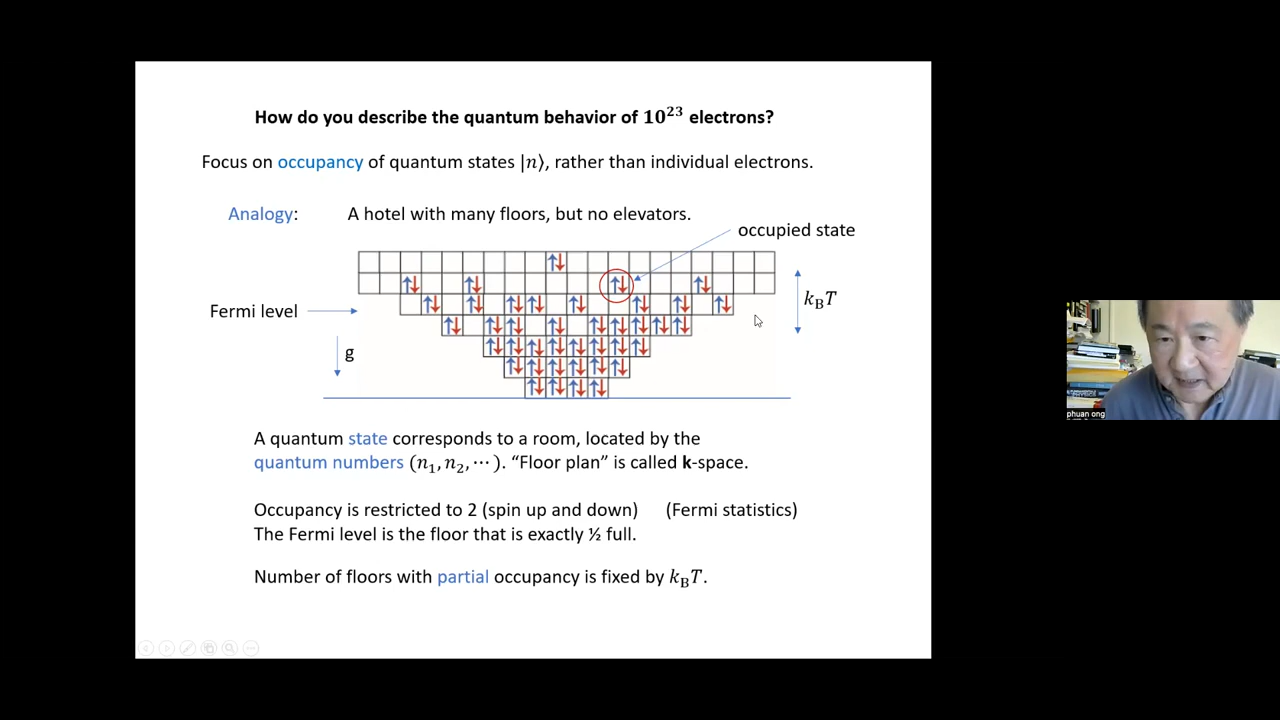 How do you describe the quantum behavior of 10²³ electrons?
Focus on occupancy of quantum states |n⟩, rather than individual electrons.
Analogy: A hotel with many floors, but no elevators.
occupied state
k_BT
Fermi level
g
A quantum state corresponds to a room, located by the
quantum numbers (n₁, n₂, ⋯). “Floor plan” is called k-space.
Occupancy is restricted to 2 (spin up and down) (Fermi statistics)
The Fermi level is the floor that is exactly ½ full.
Number of floors with partial occupancy is fixed by k_BT.
phuan ong